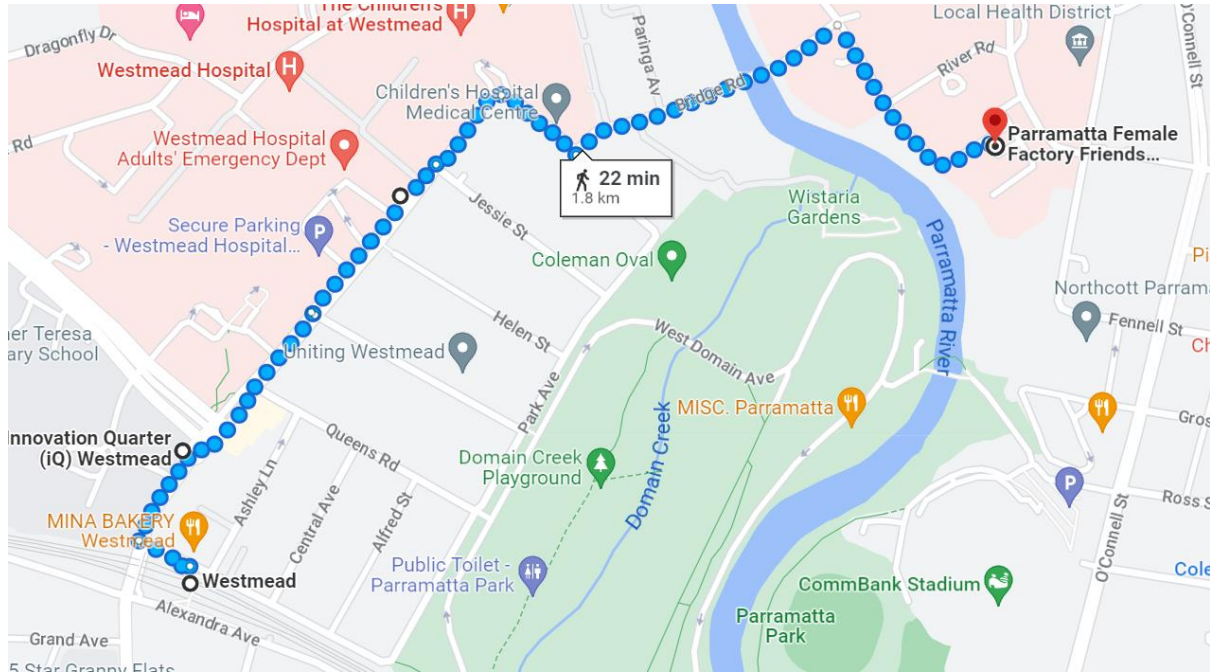 The Children's
Hospital at Westmead
H
Local Health District
O'Connell St
Dragonfly Dr
Paringa Av
River Rd
Westmead Hospital
H
Children's Hospital
Medical Centre
Bridge Rd
Rd
Westmead Hospital
Adults' Emergency Dept
Parramatta Female
Factory Friends...
22 min
1.8 km
Wistaria
Gardens
Jessie St
Secure Parking
- Westmead Hospital...
P
Coleman Oval
Parramatta River
Northcott Parrama
Fennell St
Helen St
West Domain Ave
er Teresa
ary School
Uniting Westmead
Park Ave
MISC. Parramatta
Gros
Innovation Quarter
(iQ) Westmead
Queens Rd
Domain Creek
Playground
Domain Creek
P
Ross S
Ashley Ln
Central Ave
Alfred St
MINA BAKERY
Westmead
O'Connell St
Public Toilet -
Parramatta Park
Westmead
CommBank Stadium
Cole
Alexandra Ave
Parramatta
Park
Grand Ave
5 Star Granny Flats